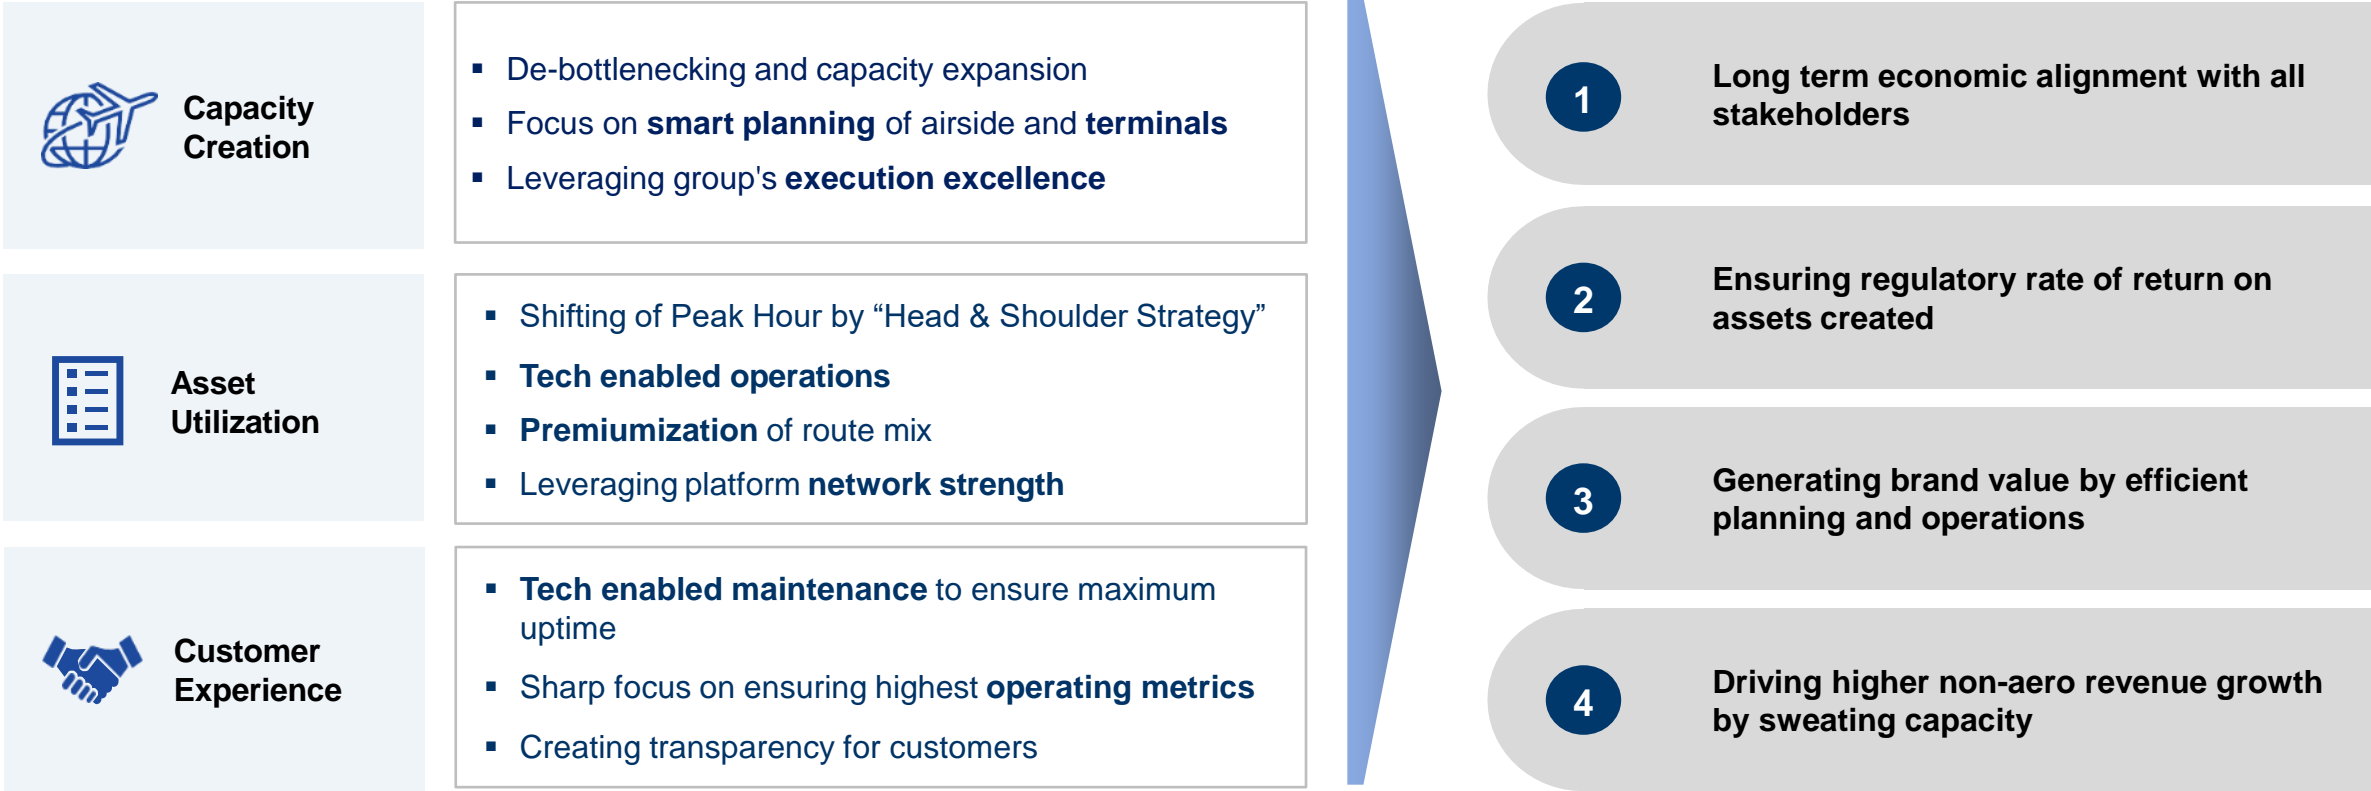 Capacity
Creation
▪ De-bottlenecking and capacity expansion
▪ Focus on smart planning of airside and terminals
▪ Leveraging group's execution excellence
Asset
Utilization
▪ Shifting of Peak Hour by “Head & Shoulder Strategy”
▪ Tech enabled operations
▪ Premiumization of route mix
▪ Leveraging platform network strength
Customer
Experience
▪ Tech enabled maintenance to ensure maximum
uptime
▪ Sharp focus on ensuring highest operating metrics
▪ Creating transparency for customers
1
Long term economic alignment with all
stakeholders
2
Ensuring regulatory rate of return on
assets created
3
Generating brand value by efficient
planning and operations
4
Driving higher non-aero revenue growth
by sweating capacity